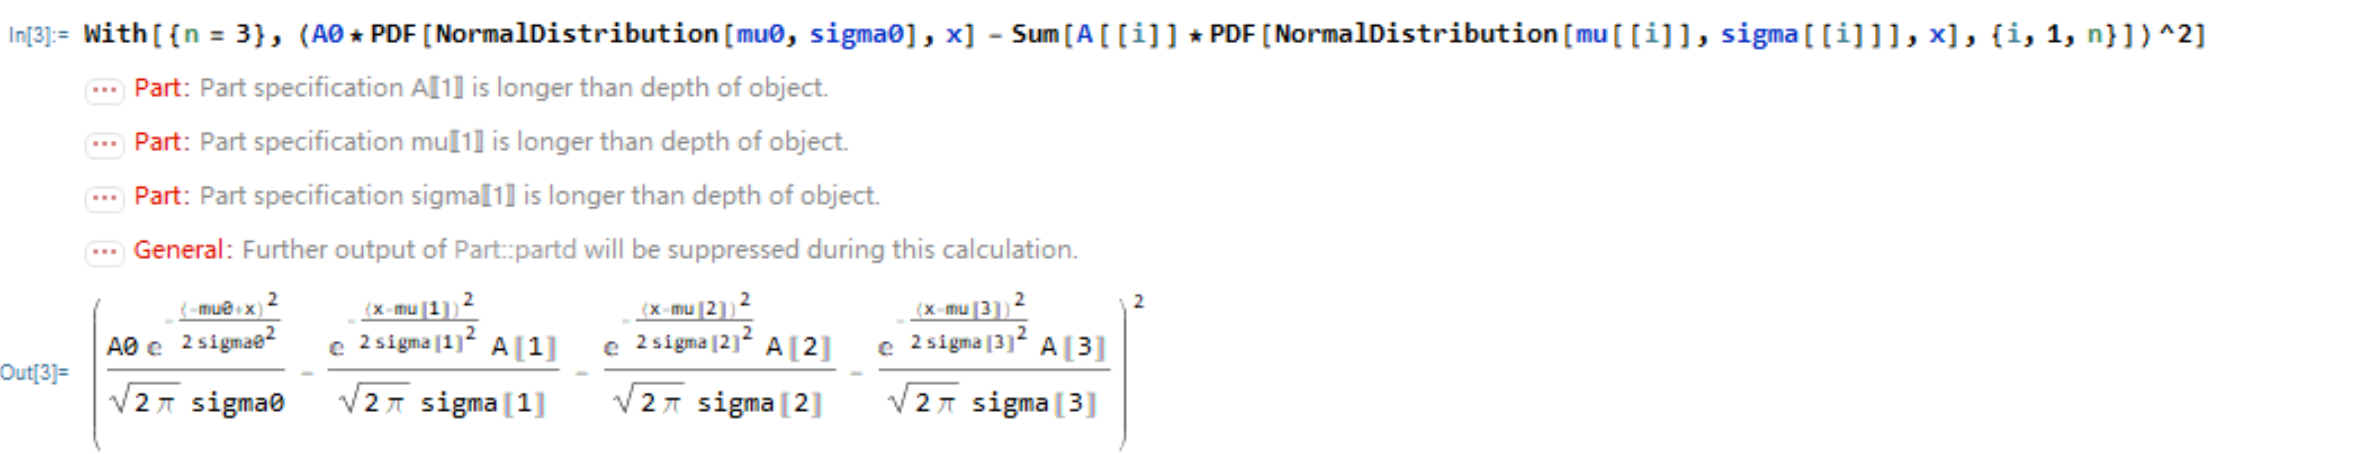 In[3]:= With[{n = 3}, (A0 * PDF[NormalDistribution[mu0, sigma0], x] - Sum[A[[i]] * PDF[NormalDistribution[mu[[i]], sigma[[i]]], x], {i, 1, n}])^2]
··· Part: Part specification A⟦1⟧ is longer than depth of object.
··· Part: Part specification mu⟦1⟧ is longer than depth of object.
··· Part: Part specification sigma⟦1⟧ is longer than depth of object.
··· General: Further output of Part::partd will be suppressed during this calculation.
Out[3]= (A0 e^(-(-mu0+x)^2/(2 sigma0^2))/(√(2 π) sigma0) - e^(-(x-mu⟦1⟧)^2/(2 sigma⟦1⟧^2)) A⟦1⟧/(√(2 π) sigma⟦1⟧) - e^(-(x-mu⟦2⟧)^2/(2 sigma⟦2⟧^2)) A⟦2⟧/(√(2 π) sigma⟦2⟧) - e^(-(x-mu⟦3⟧)^2/(2 sigma⟦3⟧^2)) A⟦3⟧/(√(2 π) sigma⟦3⟧))^2